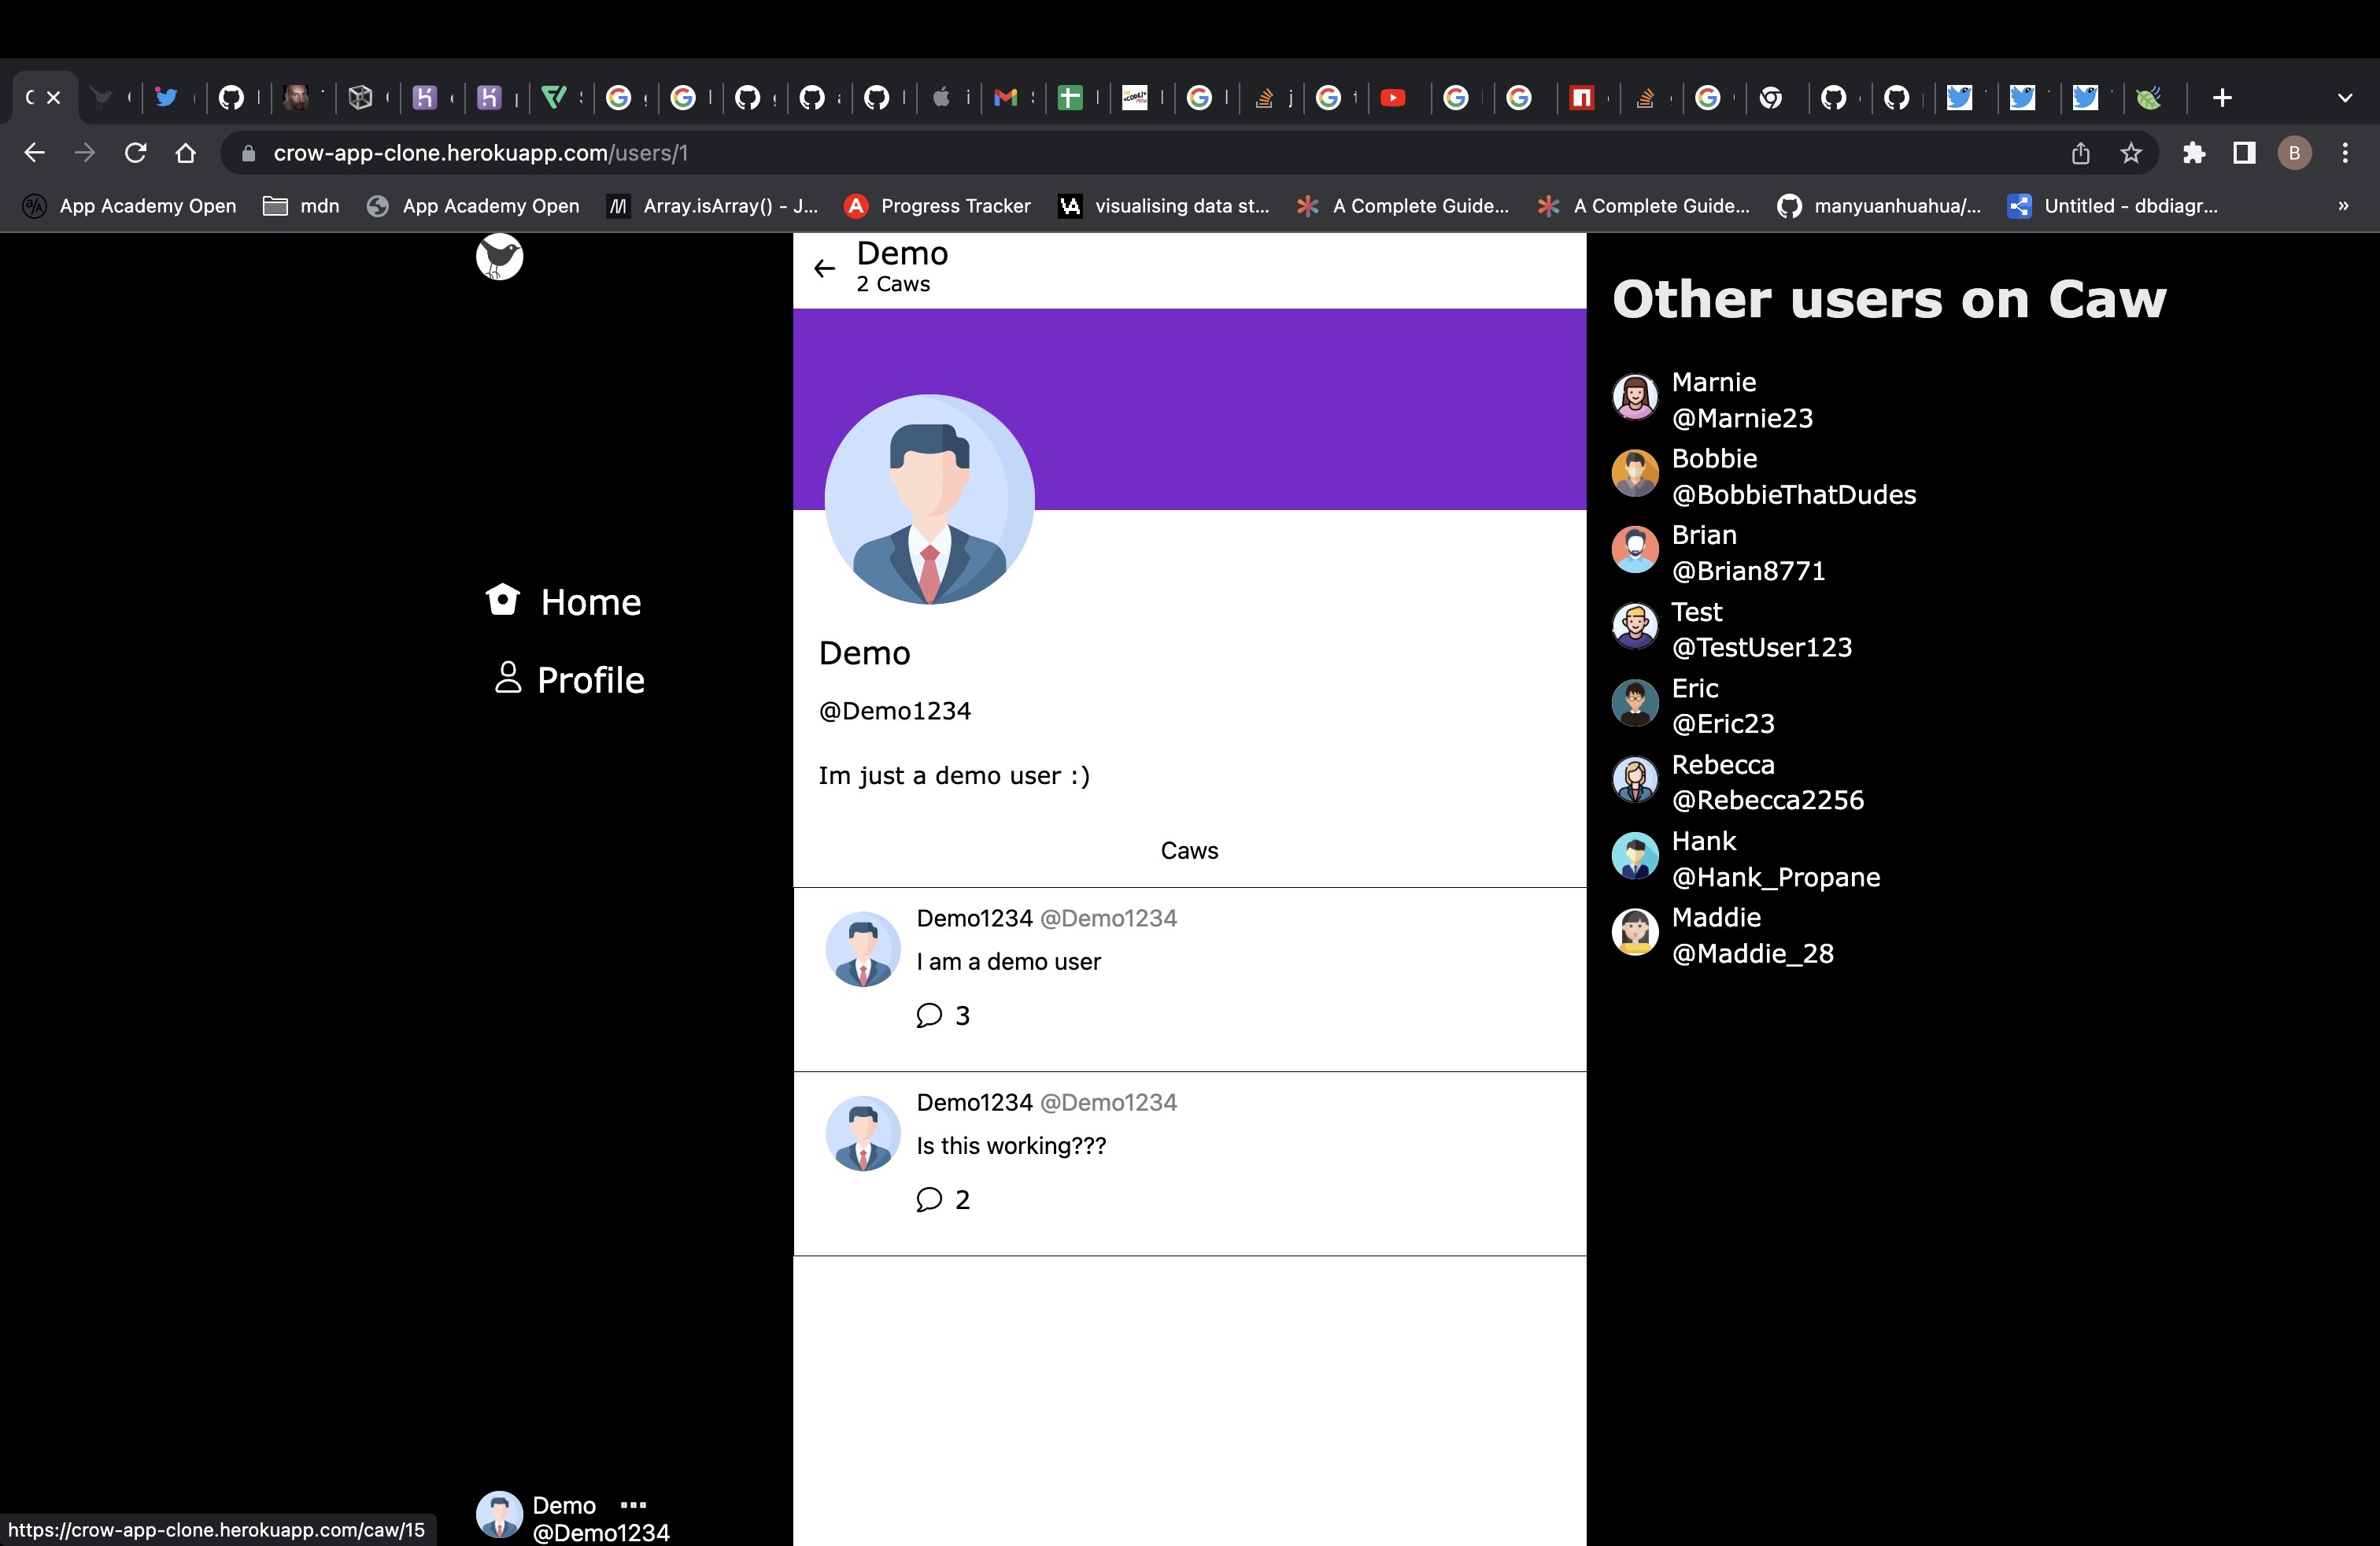 crow-app-clone.herokuapp.com/users/1
App Academy Open mdn App Academy Open Array.isArray() - J... Progress Tracker visualising data st... A Complete Guide... A Complete Guide... manyuanhuahua/... Untitled - dbdiagr... »
B
Demo
2 Caws
Home
Profile
Demo
@Demo1234
Im just a demo user :)
Caws
Demo1234 @Demo1234
I am a demo user
3
Demo1234 @Demo1234
Is this working???
2
Other users on Caw
Marnie
@Marnie23
Bobbie
@BobbieThatDudes
Brian
@Brian8771
Test
@TestUser123
Eric
@Eric23
Rebecca
@Rebecca2256
Hank
@Hank_Propane
Maddie
@Maddie_28
Demo
@Demo1234
https://crow-app-clone.herokuapp.com/caw/15